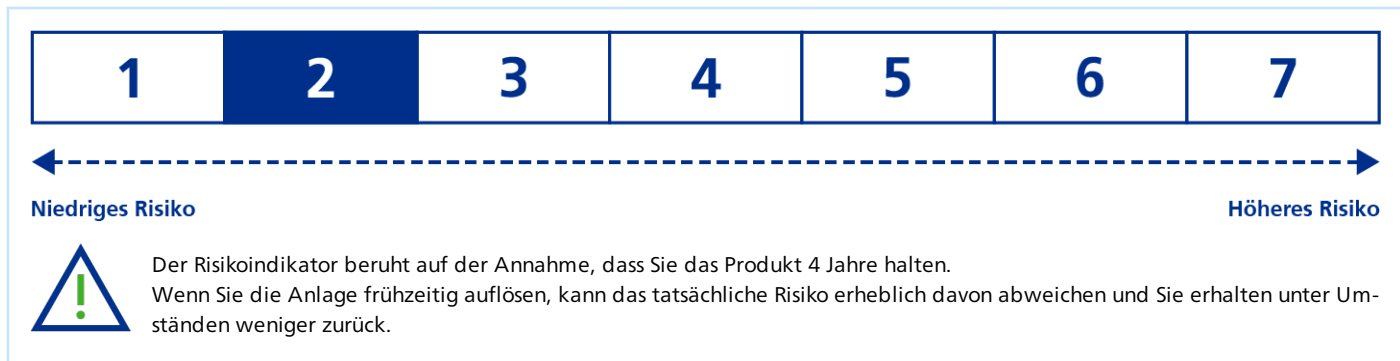 1 2 3 4 5 6 7
Niedriges Risiko Höheres Risiko
!
Der Risikoindikator beruht auf der Annahme, dass Sie das Produkt 4 Jahre halten.
Wenn Sie die Anlage frühzeitig auflösen, kann das tatsächliche Risiko erheblich davon abweichen und Sie erhalten unter Um-
ständen weniger zurück.